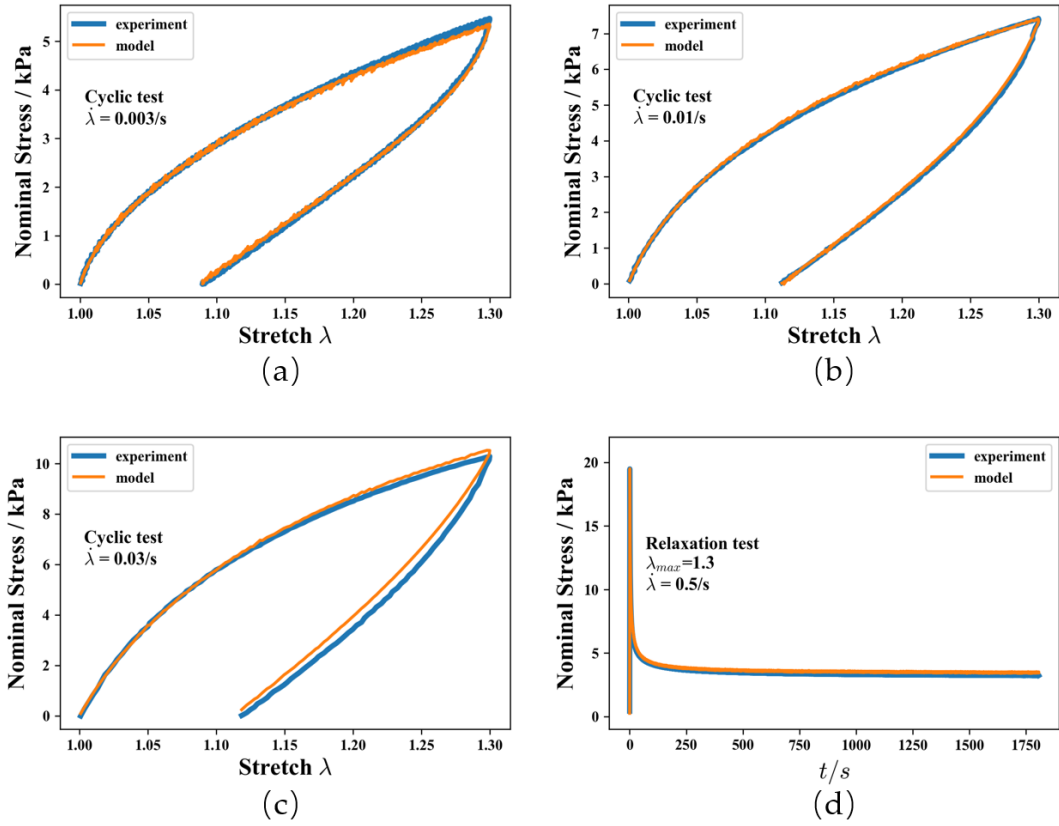 experiment
model
Cyclic test
λ̇ = 0.003/s
Nominal Stress / kPa
5
4
3
2
1
0
1.00 1.05 1.10 1.15 1.20 1.25 1.30
Stretch λ
(a)
experiment
model
Cyclic test
λ̇ = 0.01/s
Nominal Stress / kPa
7
6
5
4
3
2
1
0
1.00 1.05 1.10 1.15 1.20 1.25 1.30
Stretch λ
(b)
experiment
model
Cyclic test
λ̇ = 0.03/s
Nominal Stress / kPa
10
8
6
4
2
0
1.00 1.05 1.10 1.15 1.20 1.25 1.30
Stretch λ
(c)
experiment
model
Relaxation test
λmax=1.3
λ̇ = 0.5/s
Nominal Stress / kPa
20
15
10
5
0
0 250 500 750 1000 1250 1500 1750
t/s
(d)